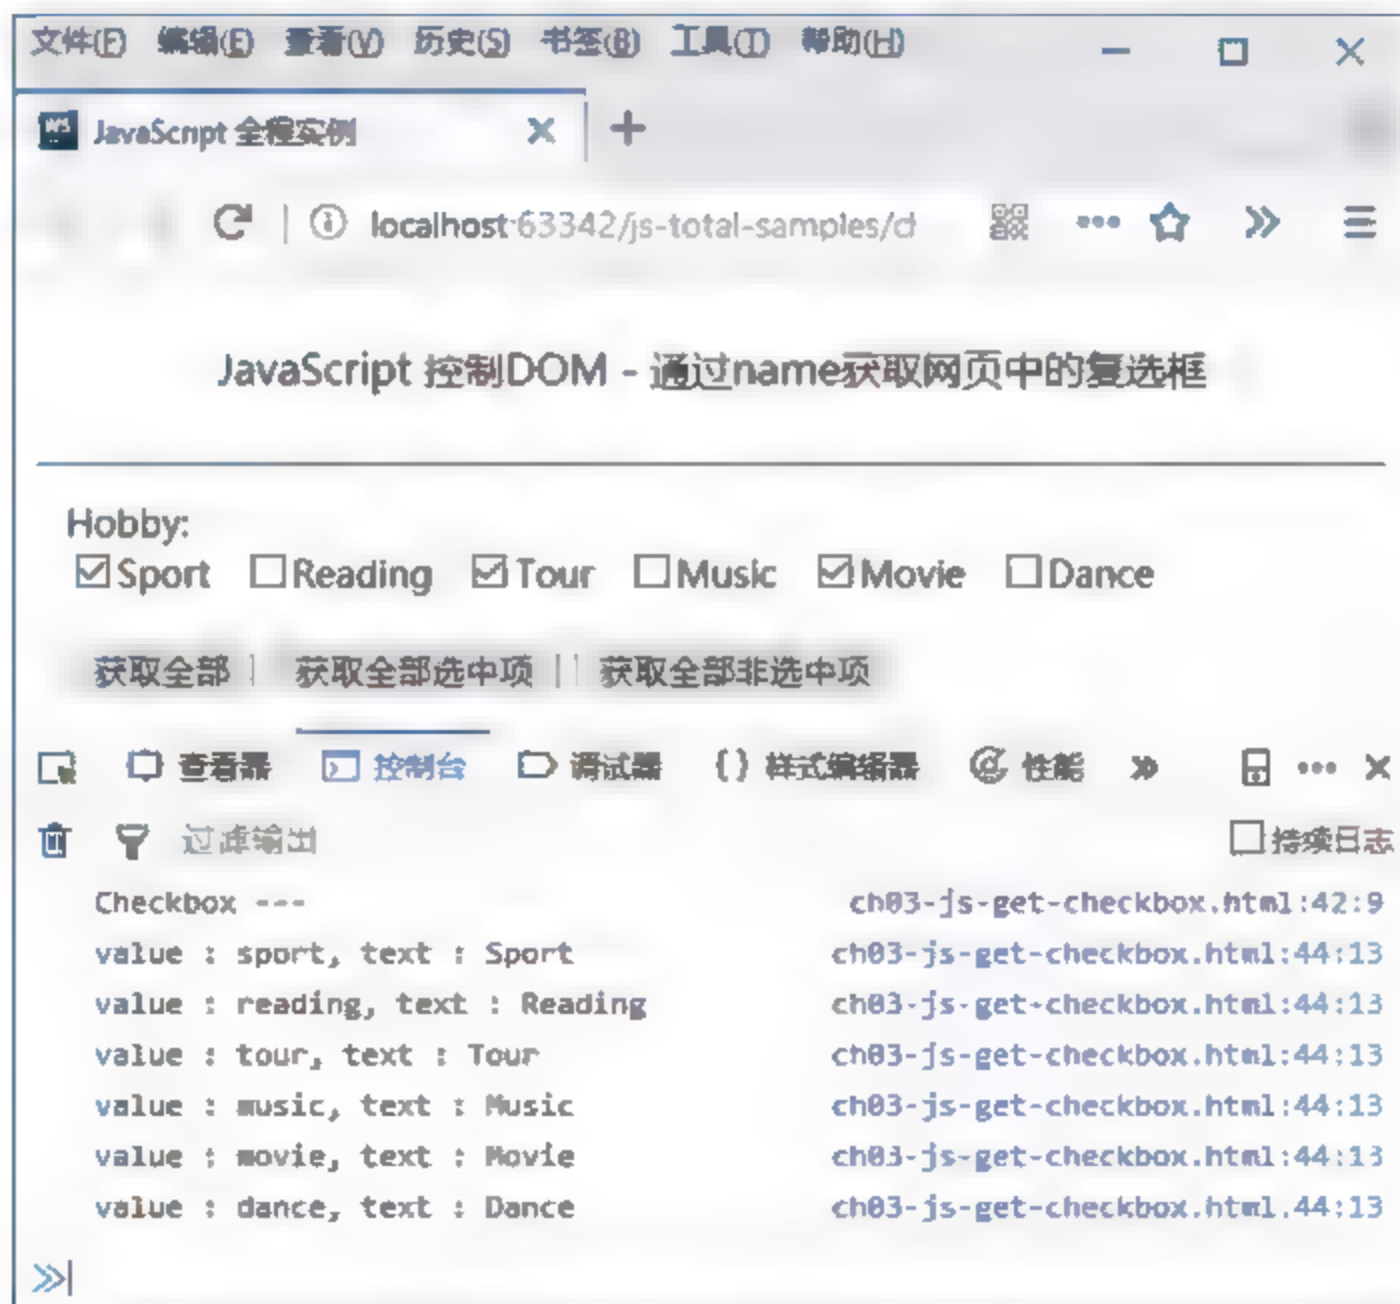 文件(F) 编辑(E) 查看(V) 历史(S) 书签(B) 工具(T) 帮助(H)
WS JavaScript 全程实例
localhost:63342/js-total-samples/cl
JavaScript 控制DOM - 通过name获取网页中的复选框
Hobby:
Sport Reading Tour Music Movie Dance
获取全部 获取全部选中项 获取全部非选中项
查看器 控制台 调试器 {} 样式编辑器 性能
过滤输出 持续日志
Checkbox --- ch03-js-get-checkbox.html:42:9
value : sport, text : Sport ch03-js-get-checkbox.html:44:13
value : reading, text : Reading ch03-js-get-checkbox.html:44:13
value : tour, text : Tour ch03-js-get-checkbox.html:44:13
value : music, text : Music ch03-js-get-checkbox.html:44:13
value : movie, text : Movie ch03-js-get-checkbox.html:44:13
value : dance, text : Dance ch03-js-get-checkbox.html:44:13